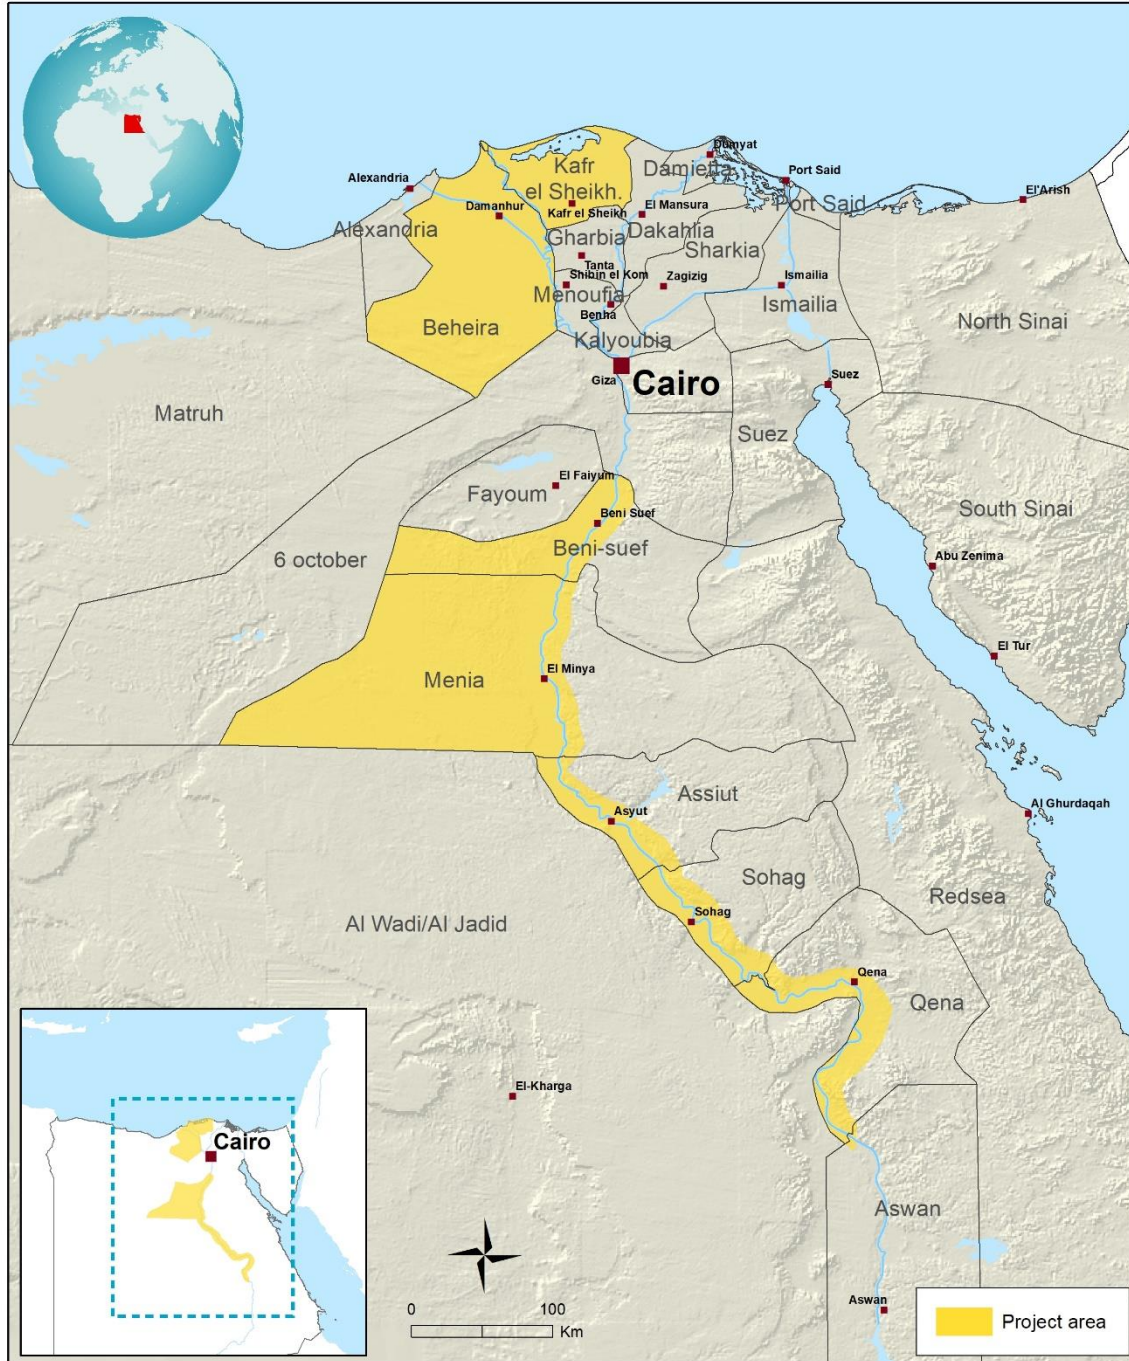 Dumyat
Kafr
el Sheikh.
Damietta
Alexandria
Port Said
El'Arish
Kafr el Sheikh
El Mansura
Port Said
Damanhur
Alexandria
Gharbia
Dakahlia
Sharkia
Tanta
Shibin el Kom
Zagizig
Ismailia
Menoufia
Benha
Ismailia
Beheira
North Sinai
Kalyoubia
Giza
Cairo
Suez
Matruh
Suez
El Faiyum
Fayoum
South Sinai
Beni Suef
Beni-suef
6 october
Abu Zenima
El Tur
El Minya
Menia
Assiut
Al Ghurdaqah
Asyut
Sohag
Redsea
Sohag
Al Wadi/Al Jadid
Qena
Qena
El-Kharga
Cairo
Aswan
Aswan
0 100
Km
Project area